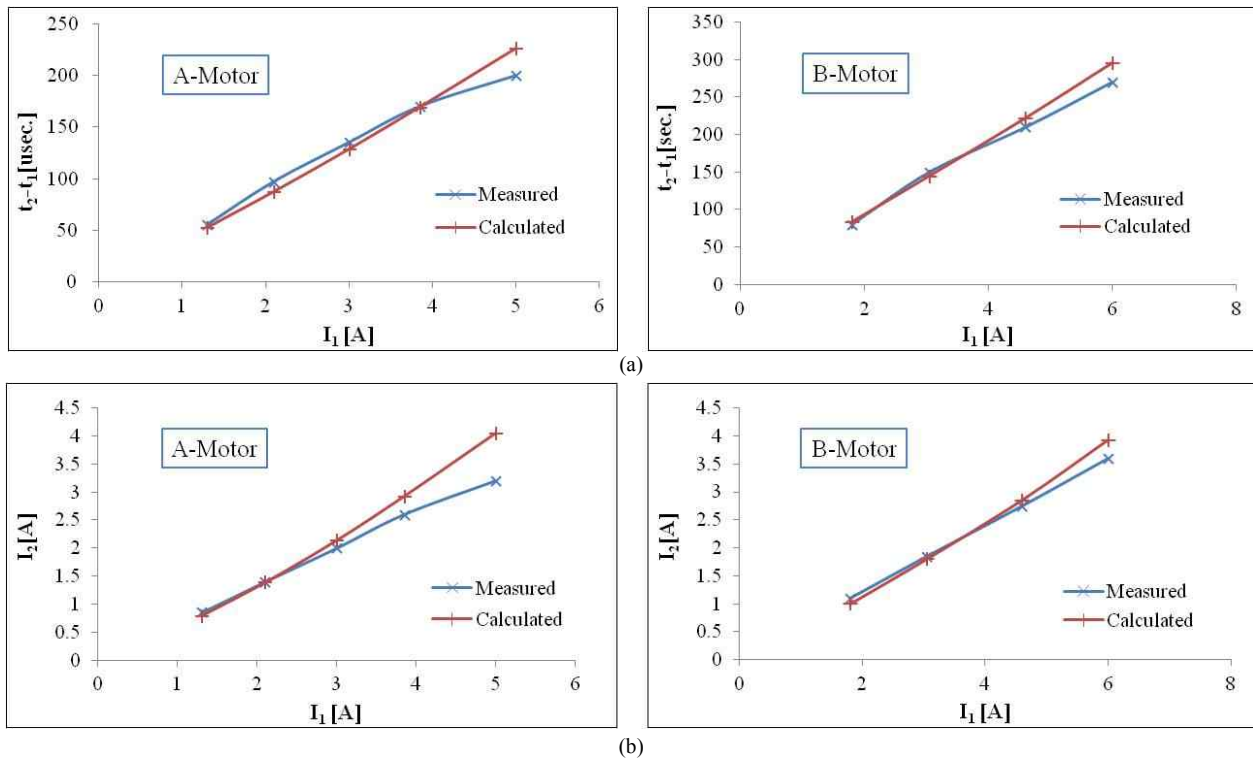 250
200
150
100
50
0
t₂-t₁[usec.]
A-Motor
Measured
Calculated
0 1 2 3 4 5 6
I₁ [A]
350
300
250
200
150
100
50
0
t₂-t₁[sec.]
B-Motor
Measured
Calculated
0 2 4 6 8
I₁ [A]
(a)
4.5
4
3.5
3
2.5
2
1.5
1
0.5
0
I₂[A]
A-Motor
Measured
Calculated
0 1 2 3 4 5 6
I₁ [A]
4.5
4
3.5
3
2.5
2
1.5
1
0.5
0
I₂[A]
B-Motor
Measured
Calculated
0 2 4 6 8
I₁ [A]
(b)